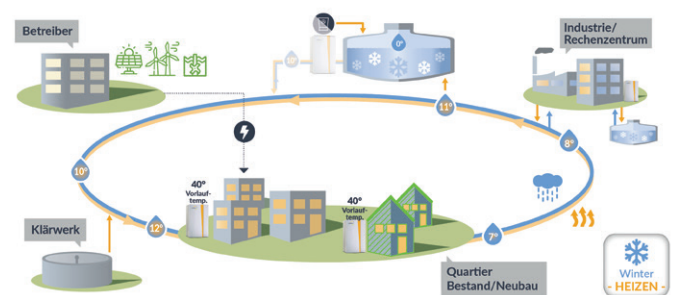 Betreiber
0°
10°
Industrie/
Rechenzentrum
11°
8°
10°
40°
Vorlauf-
temp.
40°
Vorlauf-
temp.
12°
7°
Klärwerk
Quartier
Bestand/Neubau
Winter
- HEIZEN -